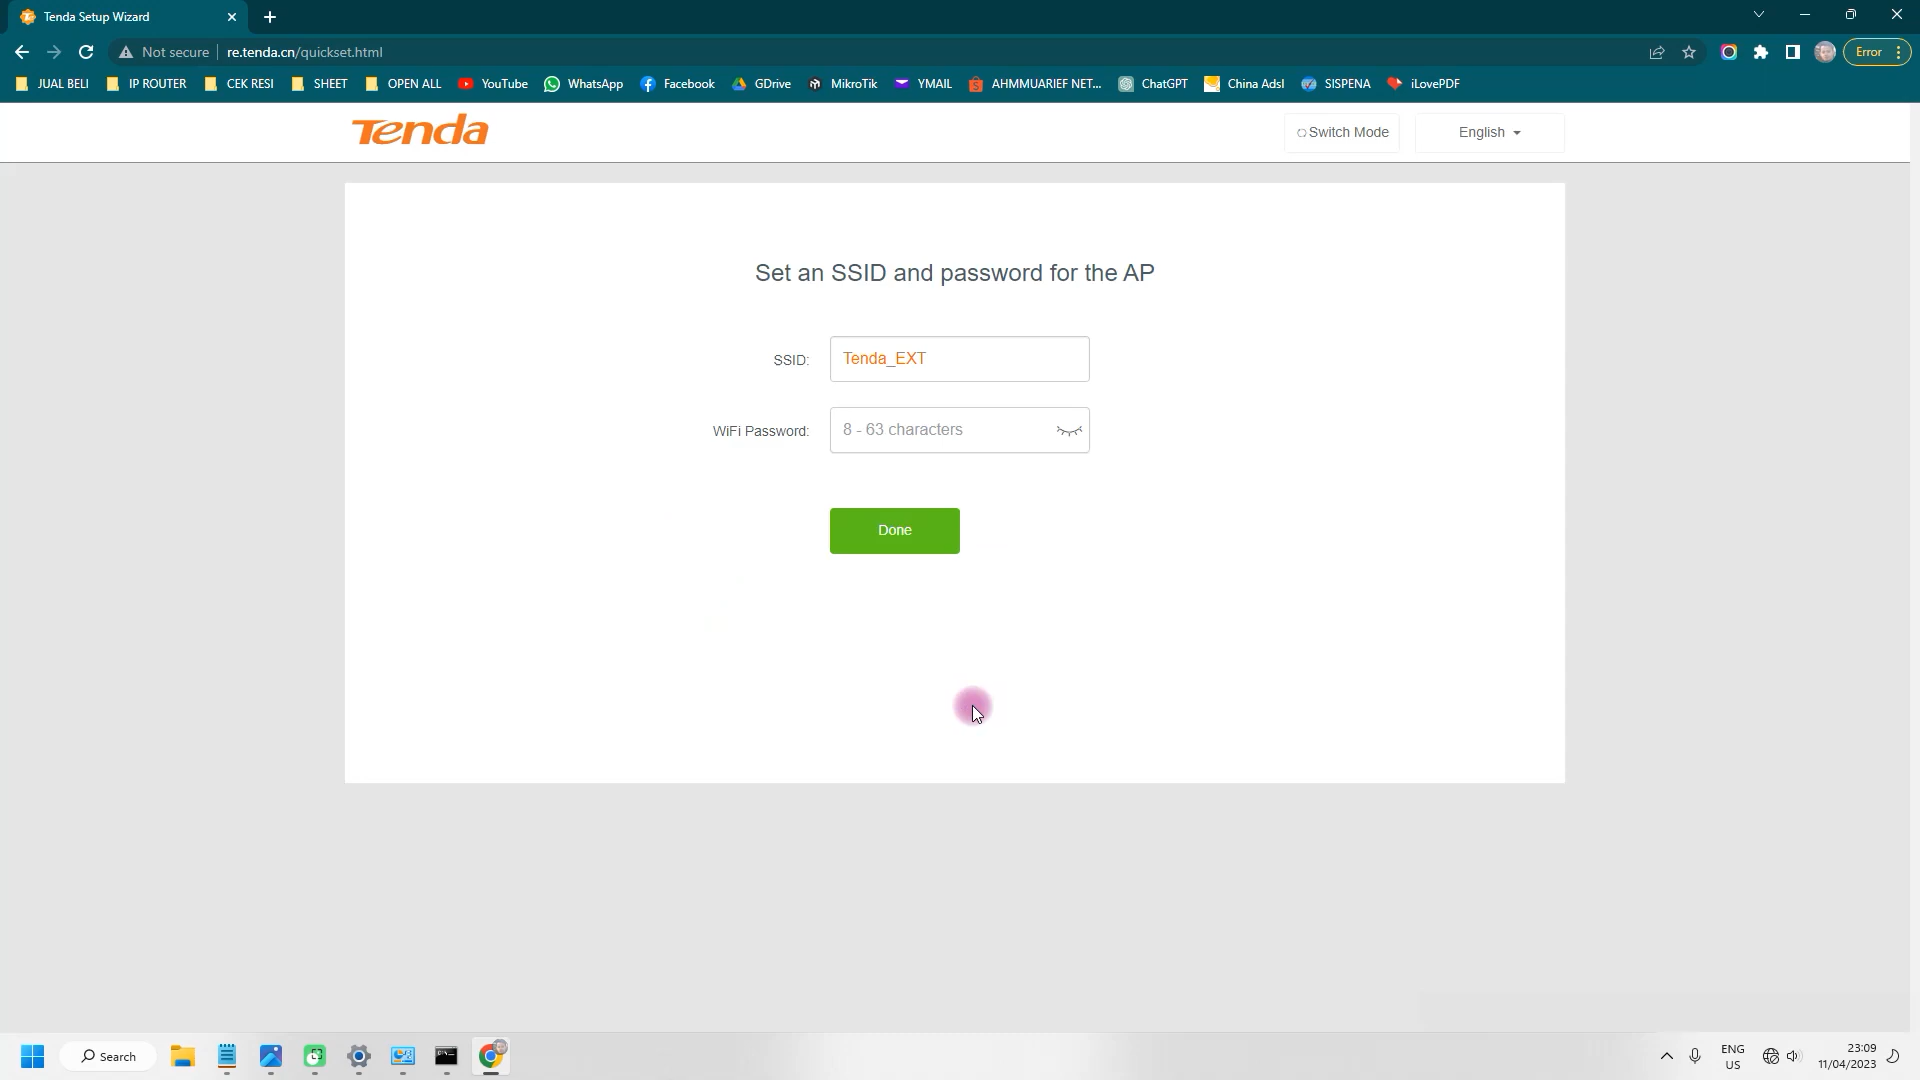 Tenda Setup Wizard
Not secure re.tenda.cn/quickset.html Error
JUAL BELI IP ROUTER CEK RESI SHEET OPEN ALL YouTube WhatsApp Facebook GDrive MikroTik YMAIL AHMMUARIEF NET... ChatGPT China Adsl SISPENA iLovePDF
Tenda Switch Mode English
Set an SSID and password for the AP
SSID: Tenda_EXT
WiFi Password: 8 - 63 characters
Done
Search
ENG
US
23:09
11/04/2023